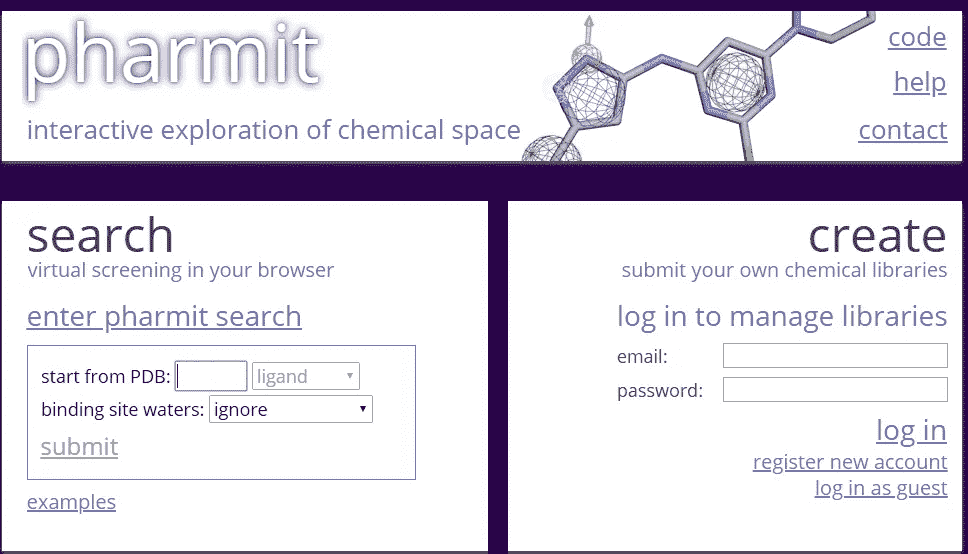 pharmit
interactive exploration of chemical space
code
help
contact
search
virtual screening in your browser
enter pharmit search
start from PDB: ligand
binding site waters: ignore
submit
examples
create
submit your own chemical libraries
log in to manage libraries
email:
password:
log in
register new account
log in as guest